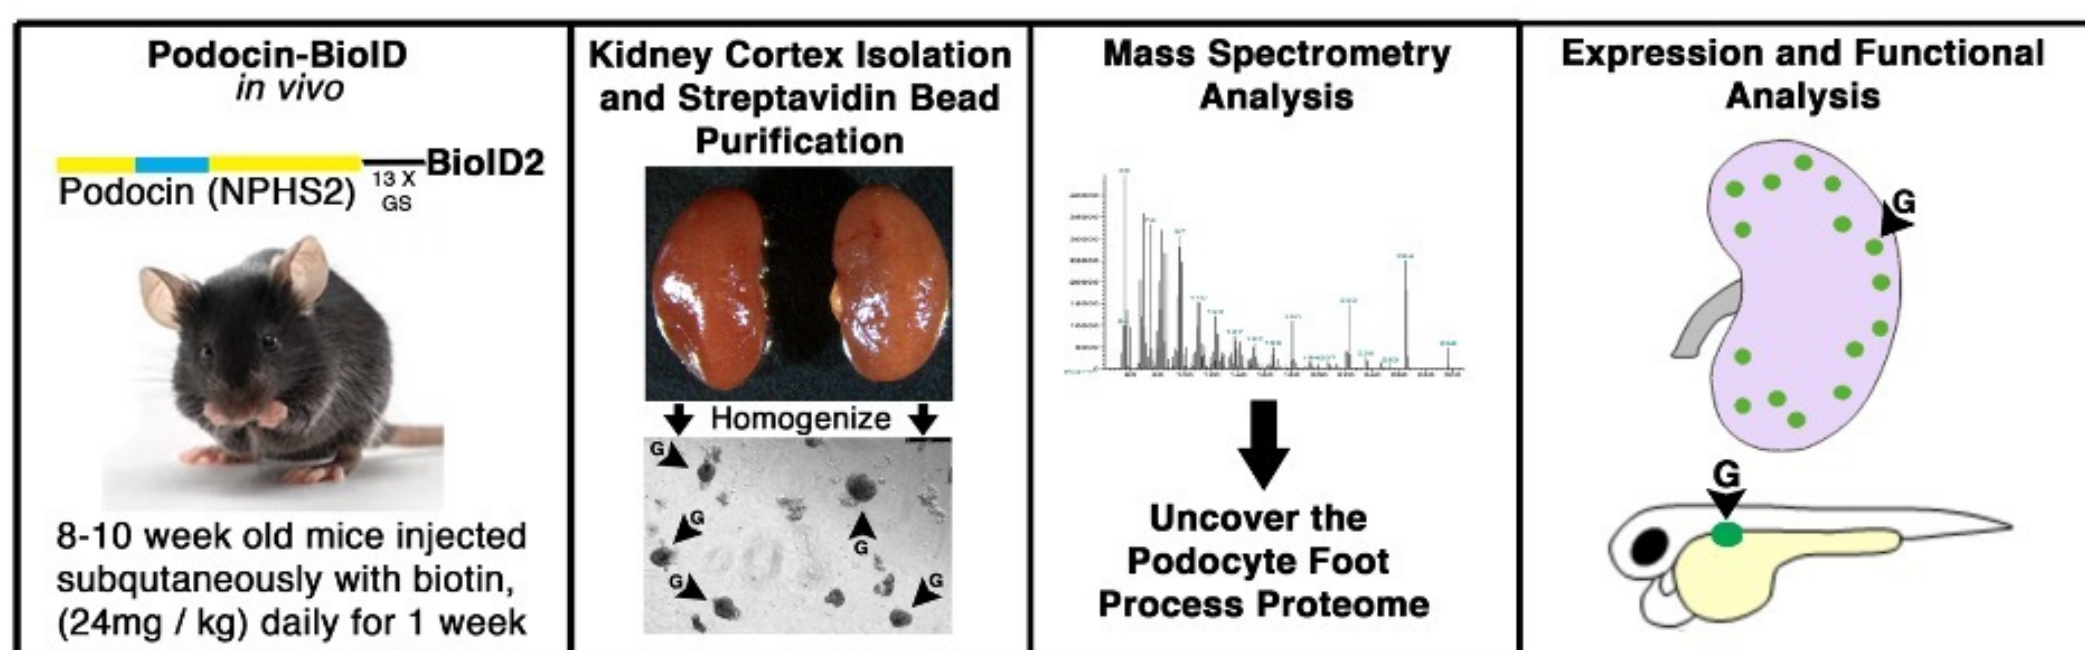 Podocin-BioID
in vivo
BioID2
Podocin (NPHS2)
13 X
GS
8-10 week old mice injected
subqutaneously with biotin,
(24mg / kg) daily for 1 week
Kidney Cortex Isolation
and Streptavidin Bead
Purification
Homogenize
G
G
G
G
G
Mass Spectrometry
Analysis
Uncover the
Podocyte Foot
Process Proteome
Expression and Functional
Analysis
G
G